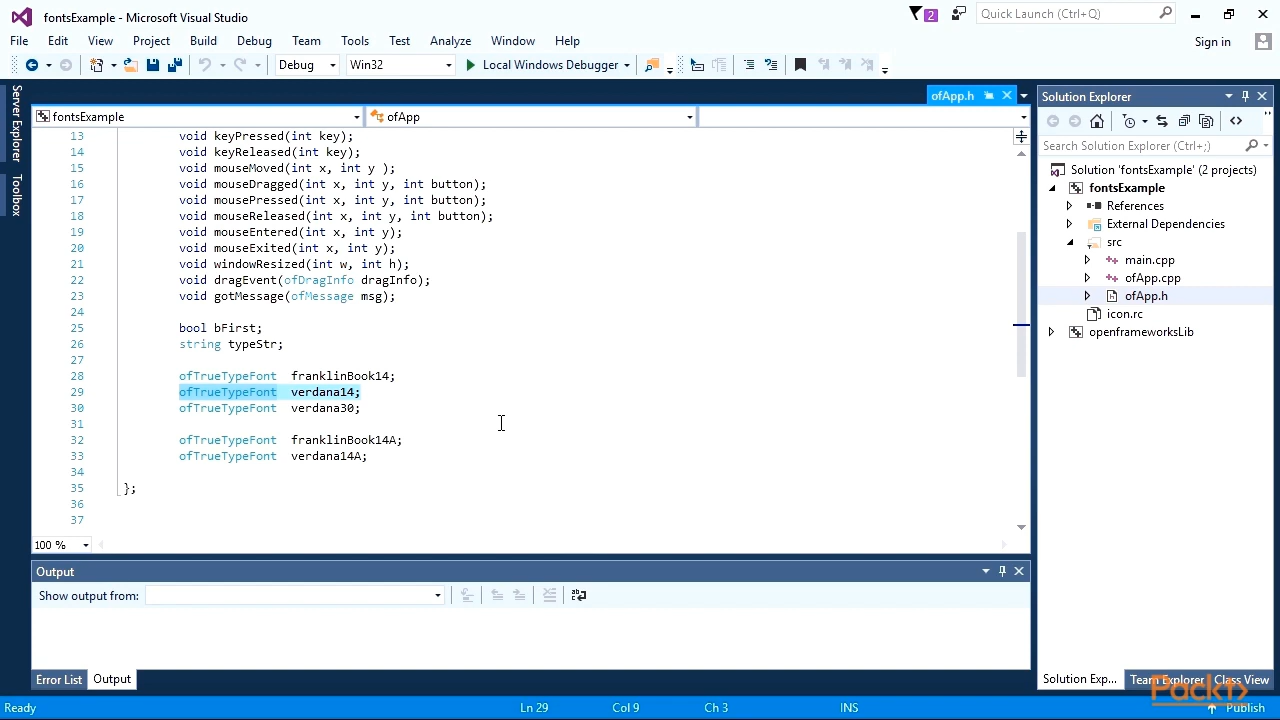 fontsExample - Microsoft Visual Studio
2
Quick Launch (Ctrl+Q)
File Edit View Project Build Debug Team Tools Test Analyze Window Help
Sign in
Debug Win32 Local Windows Debugger
Server Explorer
Toolbox
ofApp.h
fontsExample ofApp
13 void keyPressed(int key);
14 void keyReleased(int key);
15 void mouseMoved(int x, int y );
16 void mouseDragged(int x, int y, int button);
17 void mousePressed(int x, int y, int button);
18 void mouseReleased(int x, int y, int button);
19 void mouseEntered(int x, int y);
20 void mouseExited(int x, int y);
21 void windowResized(int w, int h);
22 void dragEvent(ofDragInfo dragInfo);
23 void gotMessage(ofMessage msg);
24
25 bool bFirst;
26 string typeStr;
27
28 ofTrueTypeFont franklinBook14;
29 ofTrueTypeFont verdana14;
30 ofTrueTypeFont verdana30;
31
32 ofTrueTypeFont franklinBook14A;
33 ofTrueTypeFont verdana14A;
34
35 };
36
37
100 %
Solution Explorer
Search Solution Explorer (Ctrl+;)
Solution 'fontsExample' (2 projects)
fontsExample
References
External Dependencies
src
main.cpp
ofApp.cpp
ofApp.h
icon.rc
openframeworksLib
Output
Show output from:
Error List Output
Solution Exp... Team Explorer Class View
Packt>
Ready Ln 29 Col 9 Ch 3 INS Publish